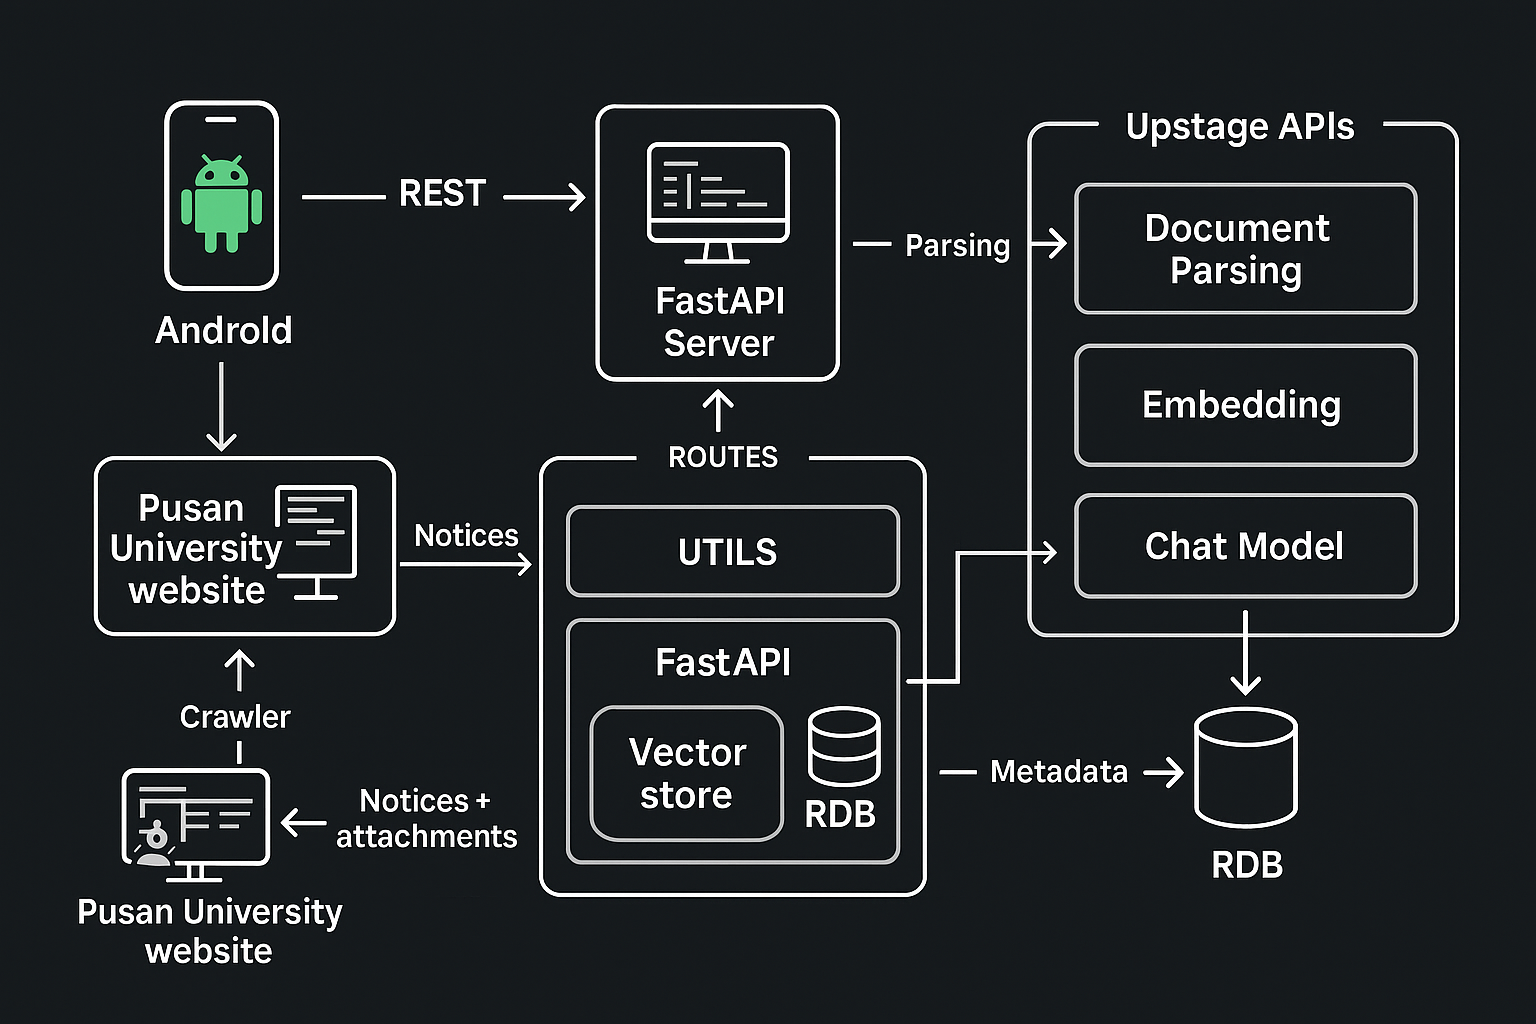 Upstage APIs
REST
Document
Parsing
Parsing
FastAPI
Server
Androld
Embedding
ROUTES
Pusan
University
website
Notices
UTILS
Chat Model
FastAPI
Crawler
Vector
store
RDB
Metadata
Notices +
attachments
RDB
Pusan University
website